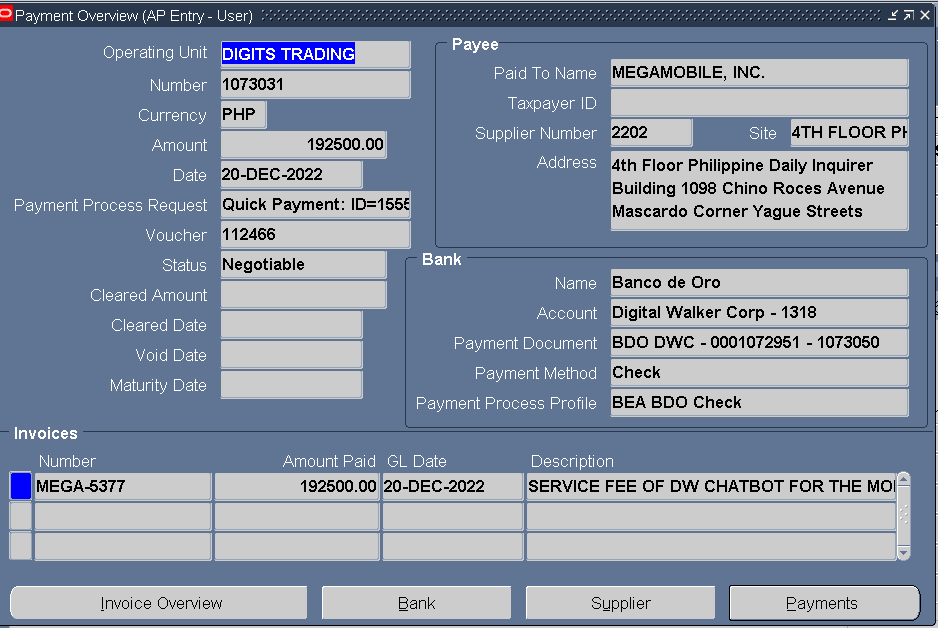 Payment Overview (AP Entry - User)
Operating Unit DIGITS TRADING
Number 1073031
Currency PHP
Amount 192500.00
Date 20-DEC-2022
Payment Process Request Quick Payment: ID=1555
Voucher 112466
Status Negotiable
Cleared Amount
Cleared Date
Void Date
Maturity Date
Payee
Paid To Name MEGAMOBILE, INC.
Taxpayer ID
Supplier Number 2202 Site 4TH FLOOR PH
Address 4th Floor Philippine Daily Inquirer
Building 1098 Chino Roces Avenue
Mascardo Corner Yague Streets
Bank
Name Banco de Oro
Account Digital Walker Corp - 1318
Payment Document BDO DWC - 0001072951 - 1073050
Payment Method Check
Payment Process Profile BEA BDO Check
Invoices
Number Amount Paid GL Date Description
MEGA-5377 192500.00 20-DEC-2022 SERVICE FEE OF DW CHATBOT FOR THE MO
Invoice Overview Bank Supplier Payments